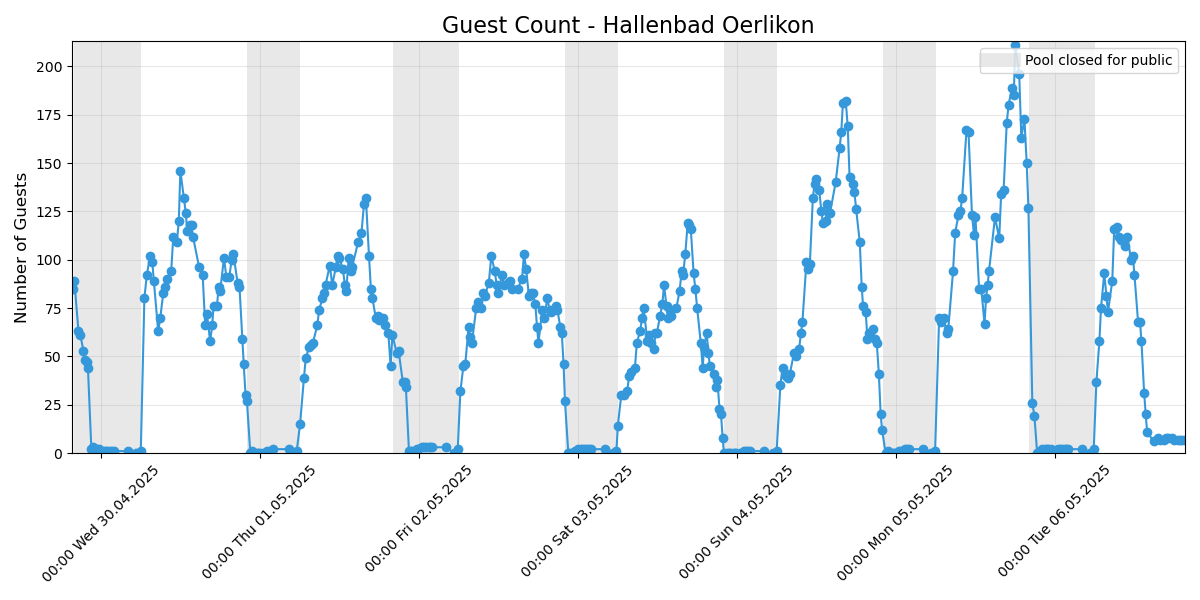 Guest Count - Hallenbad Oerlikon
Pool closed for public
Number of Guests
200
175
150
125
100
75
50
25
0
00:00 Wed 30.04.2025
00:00 Thu 01.05.2025
00:00 Fri 02.05.2025
00:00 Sat 03.05.2025
00:00 Sun 04.05.2025
00:00 Mon 05.05.2025
00:00 Tue 06.05.2025